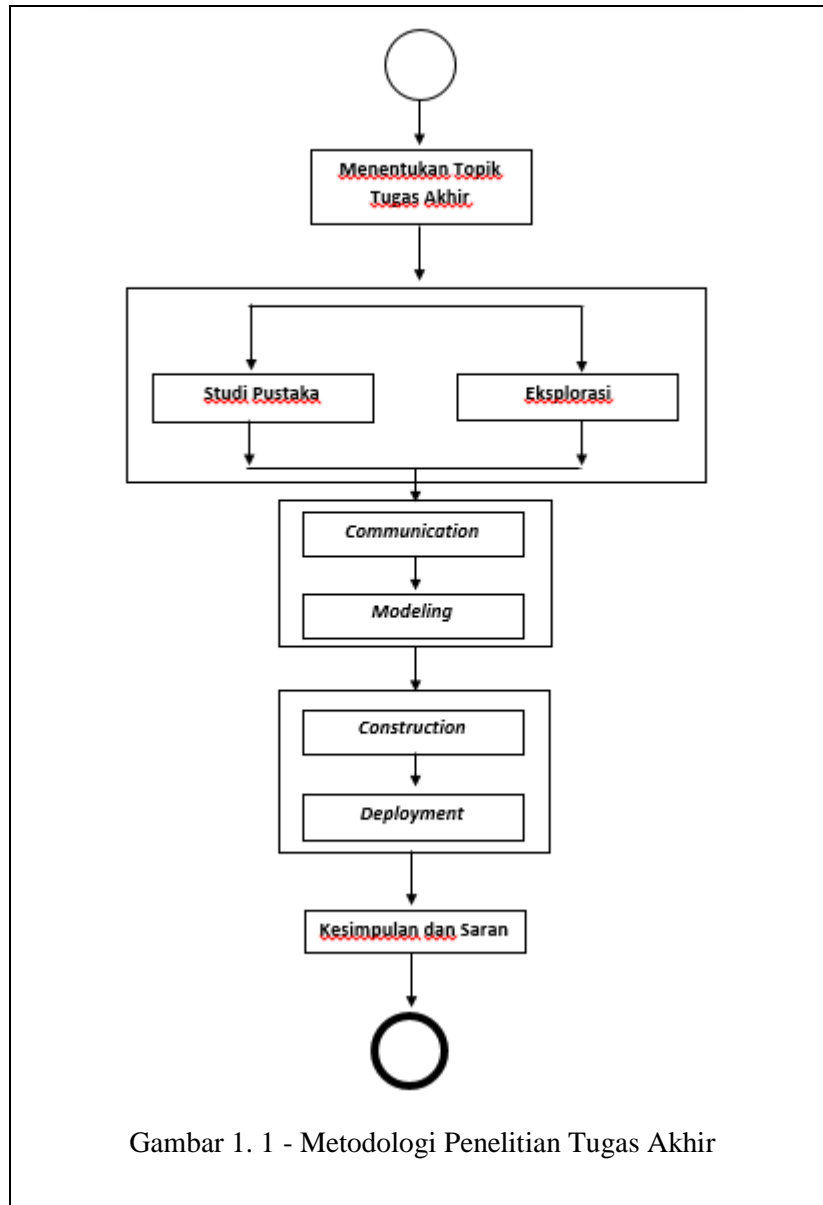 Menentukan Topik
Tugas Akhir
Studi Pustaka
Eksplorasi
Communication
Modeling
Construction
Deployment
Kesimpulan dan Saran
Gambar 1. 1 - Metodologi Penelitian Tugas Akhir